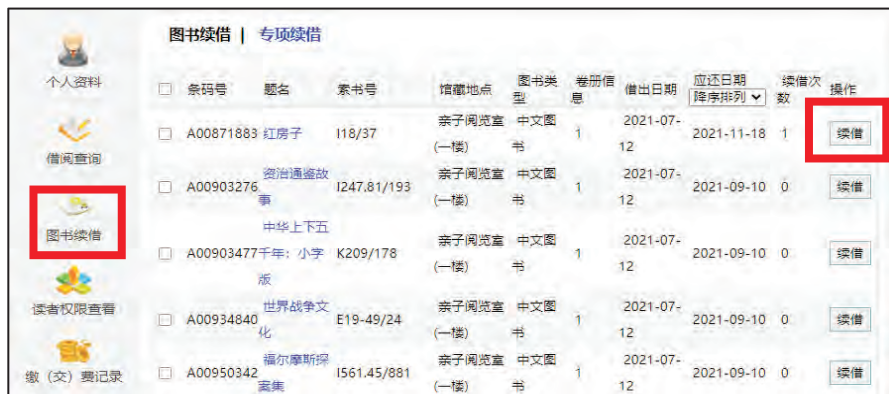 图书续借 | 专项续借
个人资料
借阅查询
图书续借
读者权限查看
缴（交）费记录
条码号 题名 索书号 馆藏地点 图书类型 卷册信息 借出日期 应还日期 降序排列 续借次数 操作
A00871883 红房子 I18/37 亲子阅览室(一楼) 中文图书 1 2021-07-12 2021-11-18 1 续借
A00903276 资治通鉴故事 I247.81/193 亲子阅览室(一楼) 中文图书 1 2021-07-12 2021-09-10 0 续借
A00903477 中华上下五千年：小字版 K209/178 亲子阅览室(一楼) 中文图书 1 2021-07-12 2021-09-10 0 续借
A00934840 世界战争文化 E19-49/24 亲子阅览室(一楼) 中文图书 1 2021-07-12 2021-09-10 0 续借
A00950342 福尔摩斯探案集 I561.45/881 亲子阅览室(一楼) 中文图书 1 2021-07-12 2021-09-10 0 续借